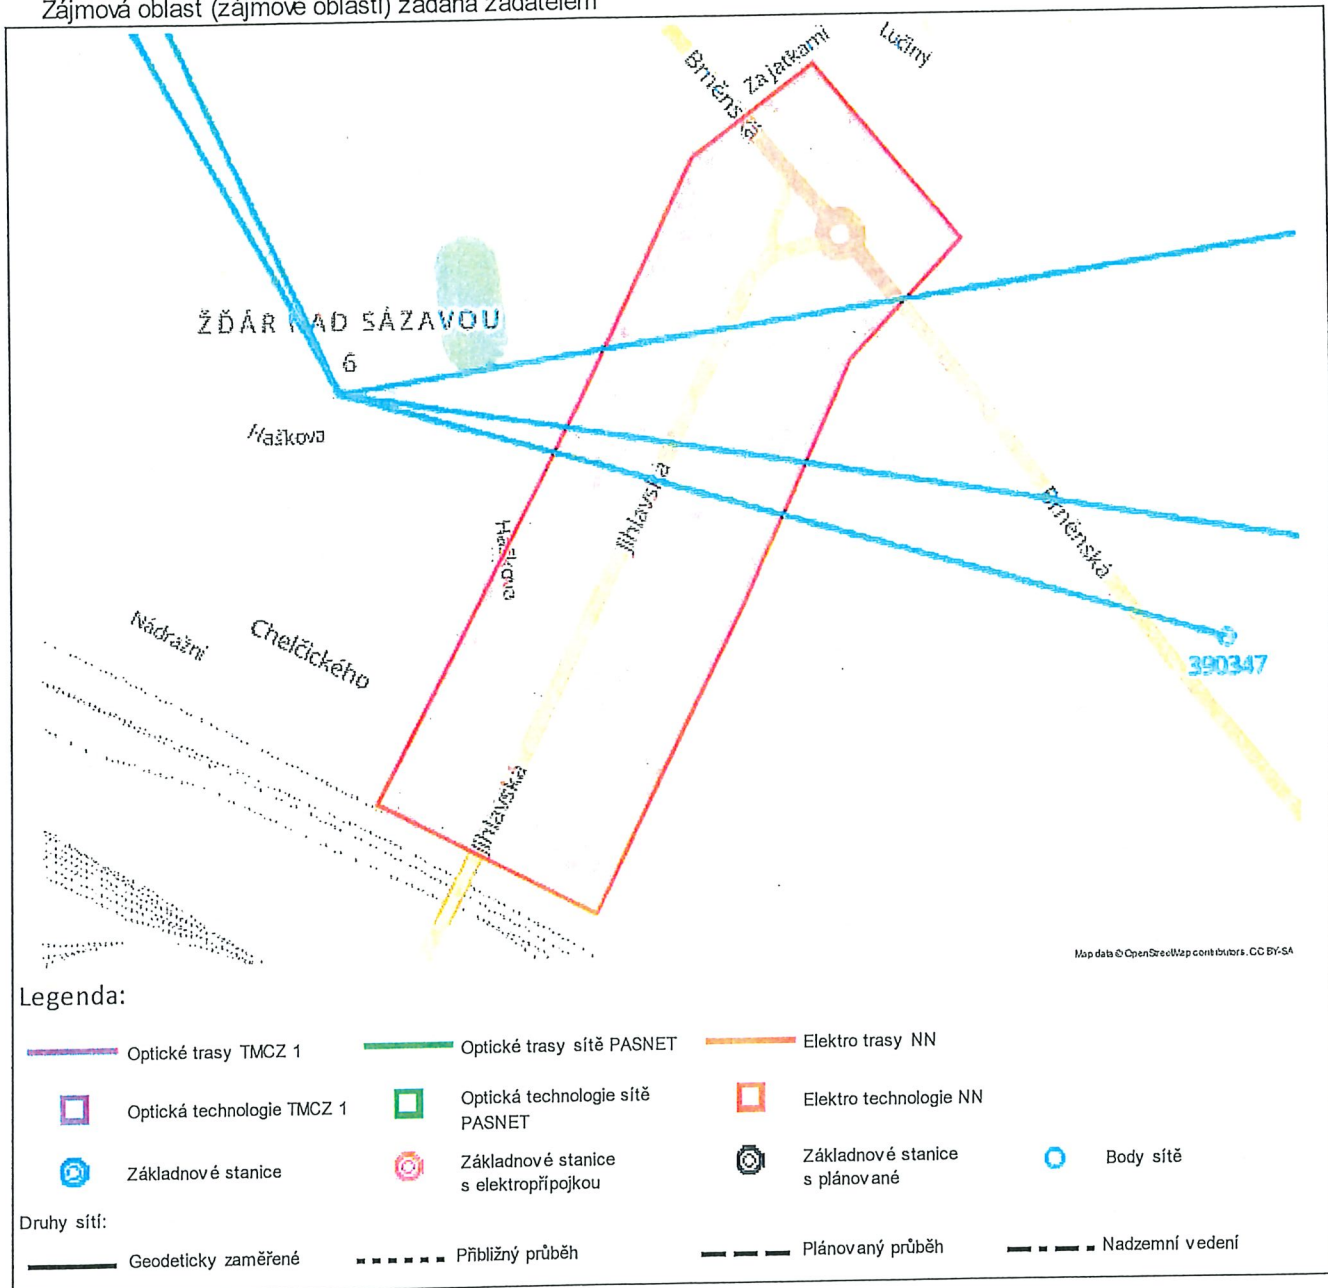 Zájmová oblast (zájmové oblasti) zadaná žadatelem
Brněnská
Za jatkami
Lučiny
ŽĎÁR NAD SÁZAVOU
6
Haškova
Jihlavská
Brněnská
390347
Nádražní
Chelčického
Jihlavská
Map data © OpenStreetMap contributors, CC BY-SA
Legenda:
Optické trasy TMCZ 1
Optické trasy sítě PASNET
Elektro trasy NN
Optická technologie TMCZ 1
Optická technologie sítě
PASNET
Elektro technologie NN
Základnové stanice
Základnové stanice
s elektropřípojkou
Základnové stanice
s plánované
Body sítě
Druhy sítí:
Geodeticky zaměřené
Přibližný průběh
Plánovaný průběh
Nadzemní vedení